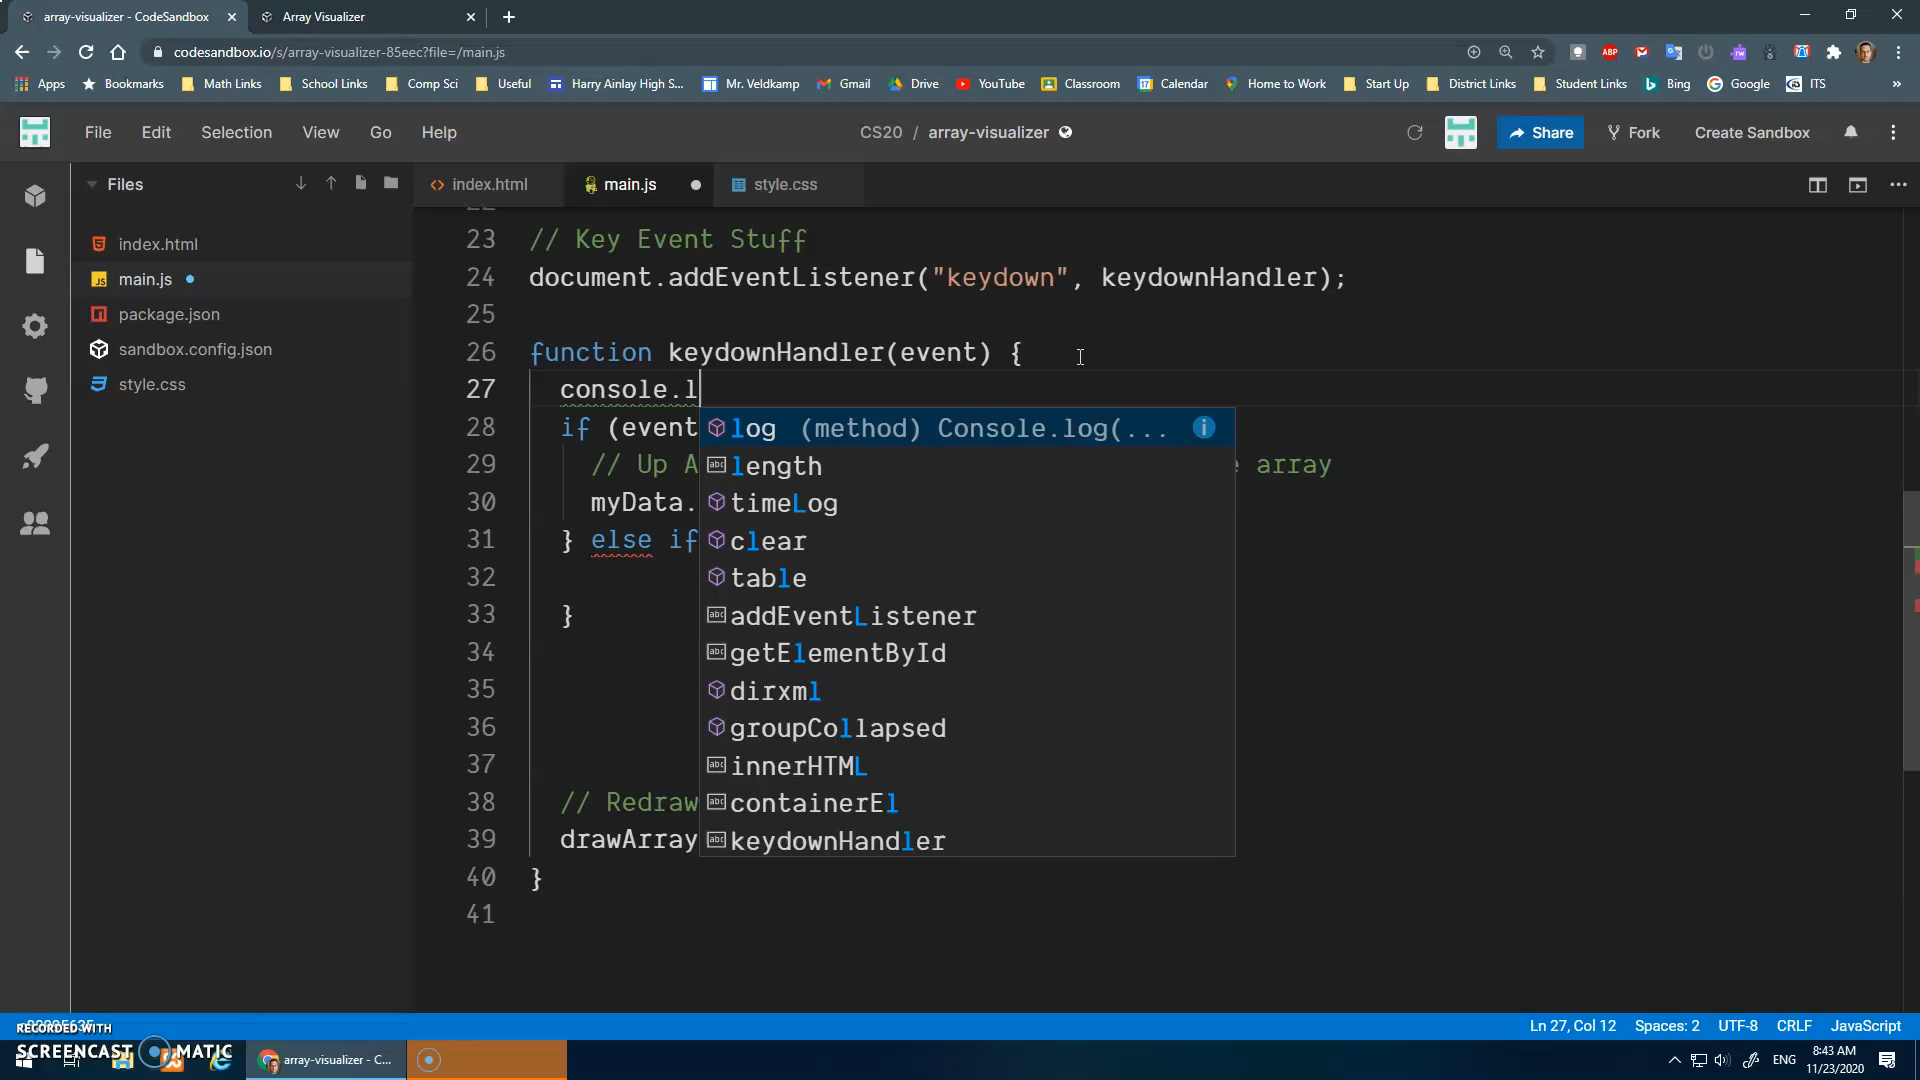 array-visualizer - CodeSandbox
Array Visualizer
codesandbox.io/s/array-visualizer-85eec?file=/main.js
ABP
Apps
Bookmarks
Math Links
School Links
Comp Sci
Useful
Harry Ainlay High S...
Mr. Veldkamp
Gmail
Drive
YouTube
Classroom
Calendar
Home to Work
Start Up
District Links
Student Links
Bing
Google
ITS
»
File Edit Selection View Go Help
CS20 / array-visualizer
Share
Fork
Create Sandbox
Files
index.html
main.js
style.css
index.html
main.js
package.json
sandbox.config.json
style.css
23 // Key Event Stuff
24 document.addEventListener("keydown", keydownHandler);
25
26 function keydownHandler(event) {
27 console.l
28 if (event
29 // Up A array
30 myData.
31 } else if
32
33 }
34
35
36
37
38 // Redraw
39 drawArray
40 }
41
log (method) Console.log(...
length
timeLog
clear
table
addEventListener
getElementById
dirxml
groupCollapsed
innerHTML
containerEl
keydownHandler
Ln 27, Col 12 Spaces: 2 UTF-8 CRLF JavaScript
RECORDED WITH
SCREENCAST MATIC
array-visualizer - C...
ENG
8:43 AM
11/23/2020